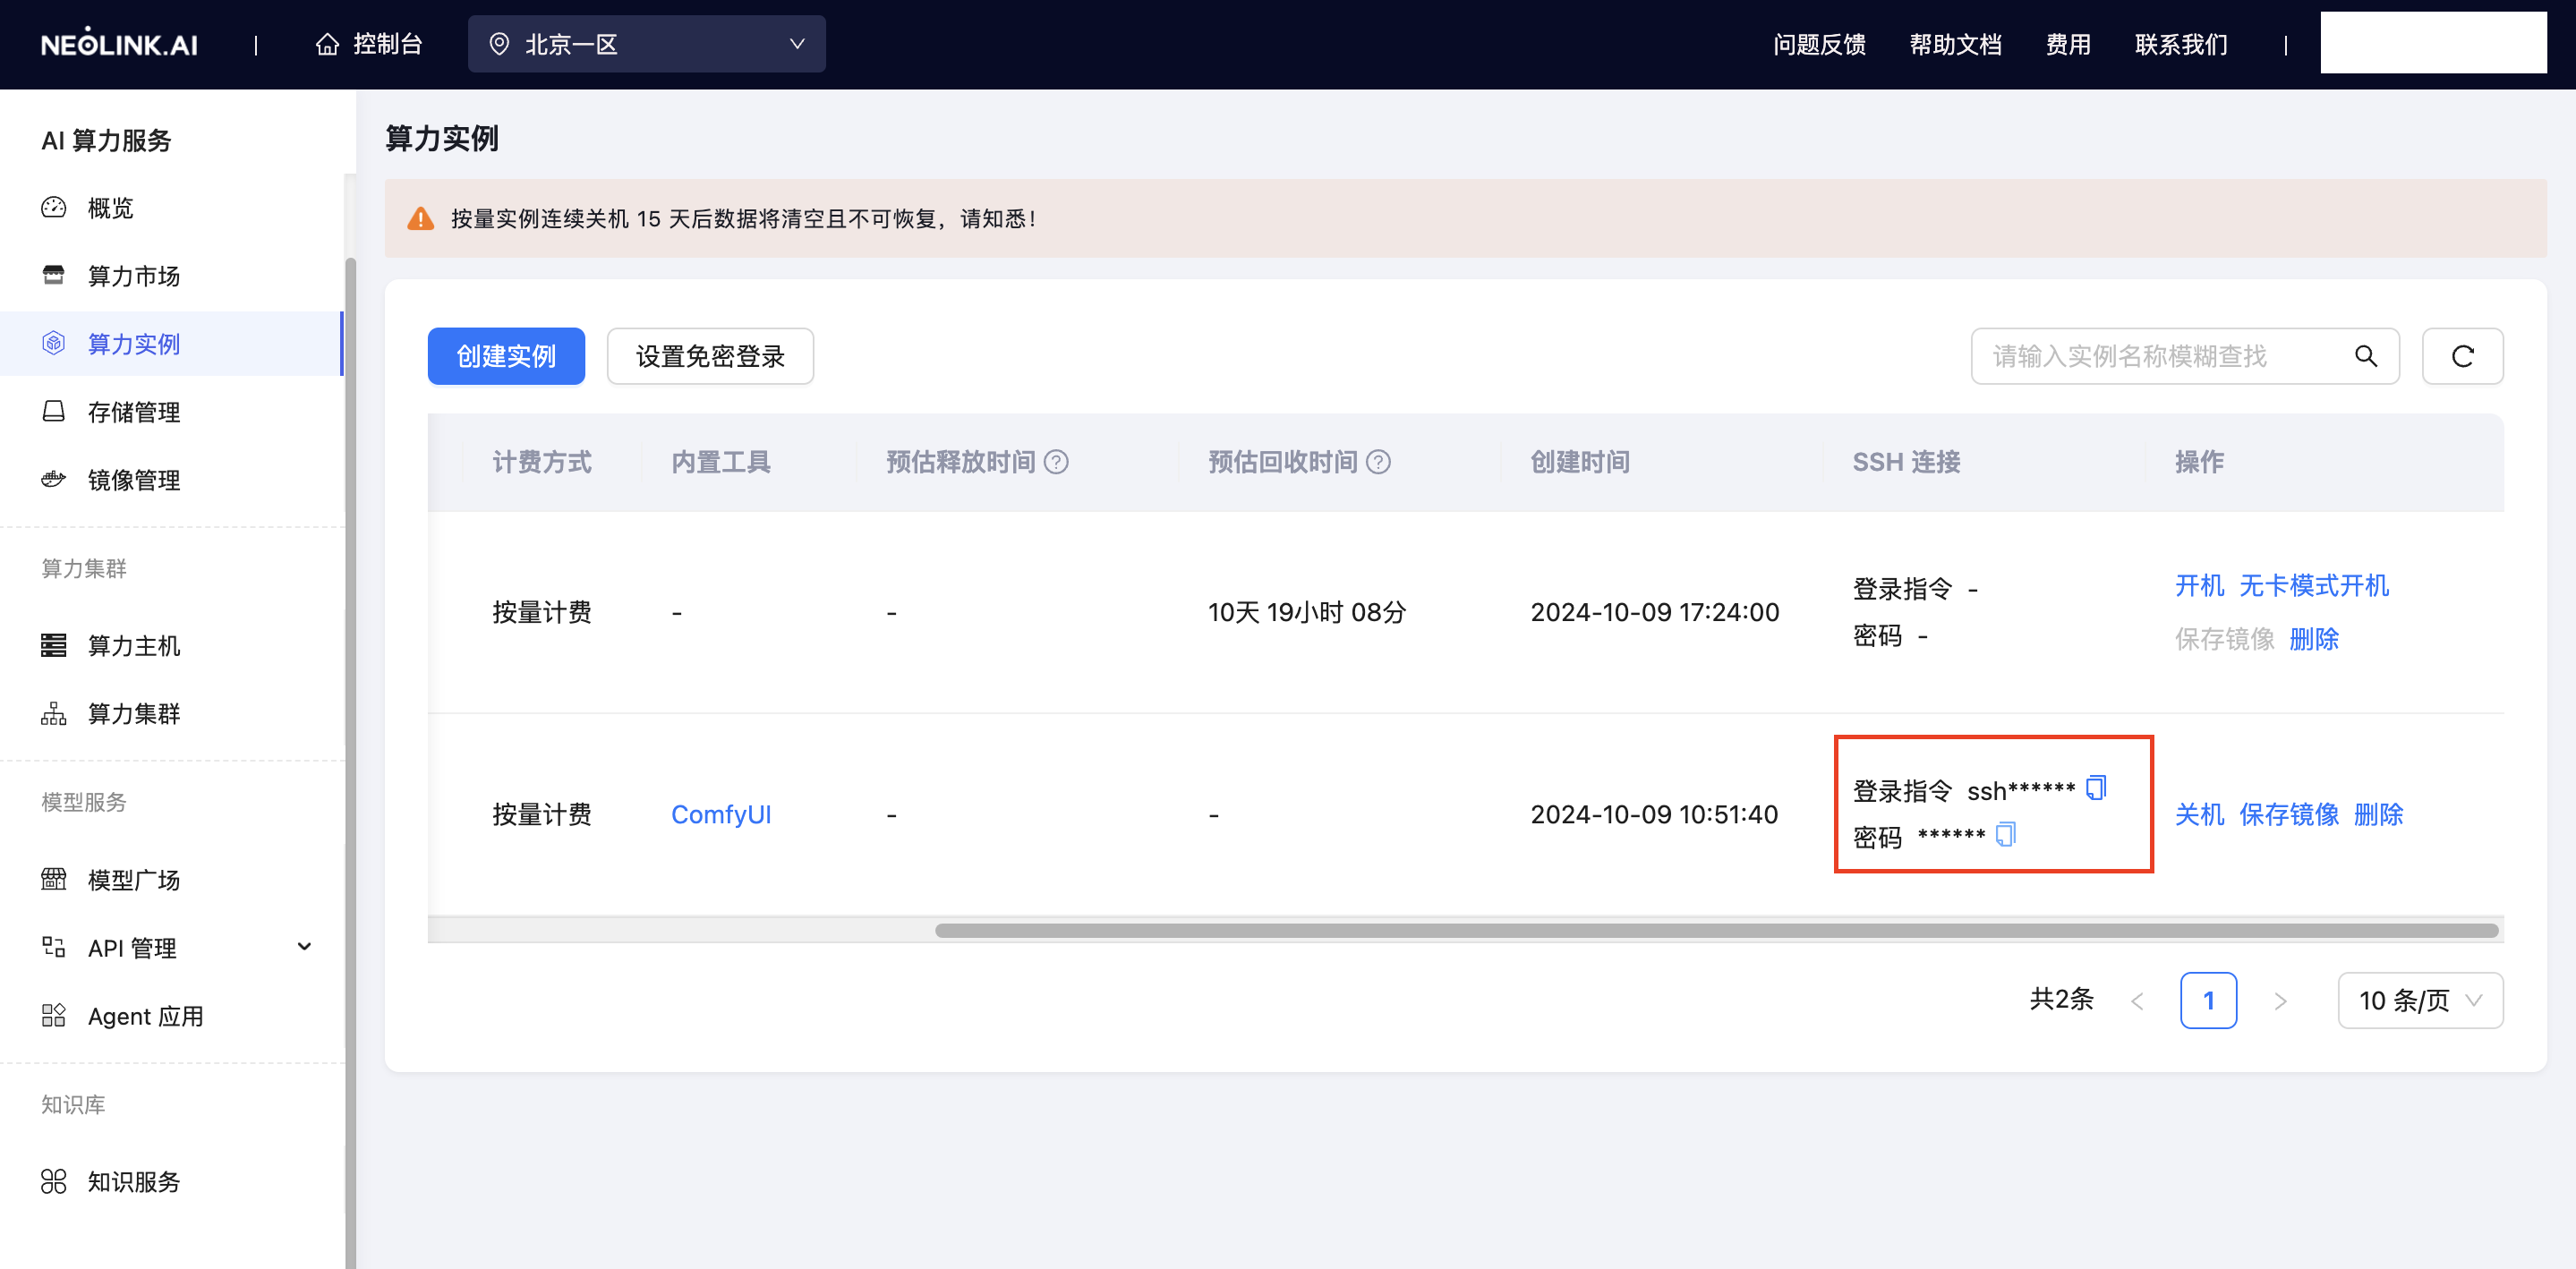 NEOLINK.AI | 控制台 北京一区 问题反馈 帮助文档 费用 联系我们 |
AI 算力服务
概览
算力市场
算力实例
存储管理
镜像管理
算力集群
算力主机
算力集群
模型服务
模型广场
API 管理
Agent 应用
知识库
知识服务
算力实例
按量实例连续关机 15 天后数据将清空且不可恢复，请知悉！
创建实例 设置免密登录 请输入实例名称模糊查找
计费方式 内置工具 预估释放时间 ? 预估回收时间 ? 创建时间 SSH 连接 操作
按量计费 - - 10天 19小时 08分 2024-10-09 17:24:00
登录指令 -
密码 -
开机 无卡模式开机
保存镜像 删除
按量计费 ComfyUI - - 2024-10-09 10:51:40
登录指令 ssh******
密码 ******
关机 保存镜像 删除
共2条 < 1 > 10 条/页